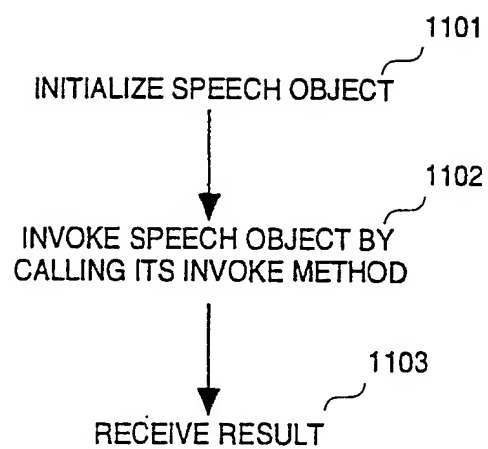 1101
INITIALIZE SPEECH OBJECT
1102
INVOKE SPEECH OBJECT BY
CALLING ITS INVOKE METHOD
1103
RECEIVE RESULT